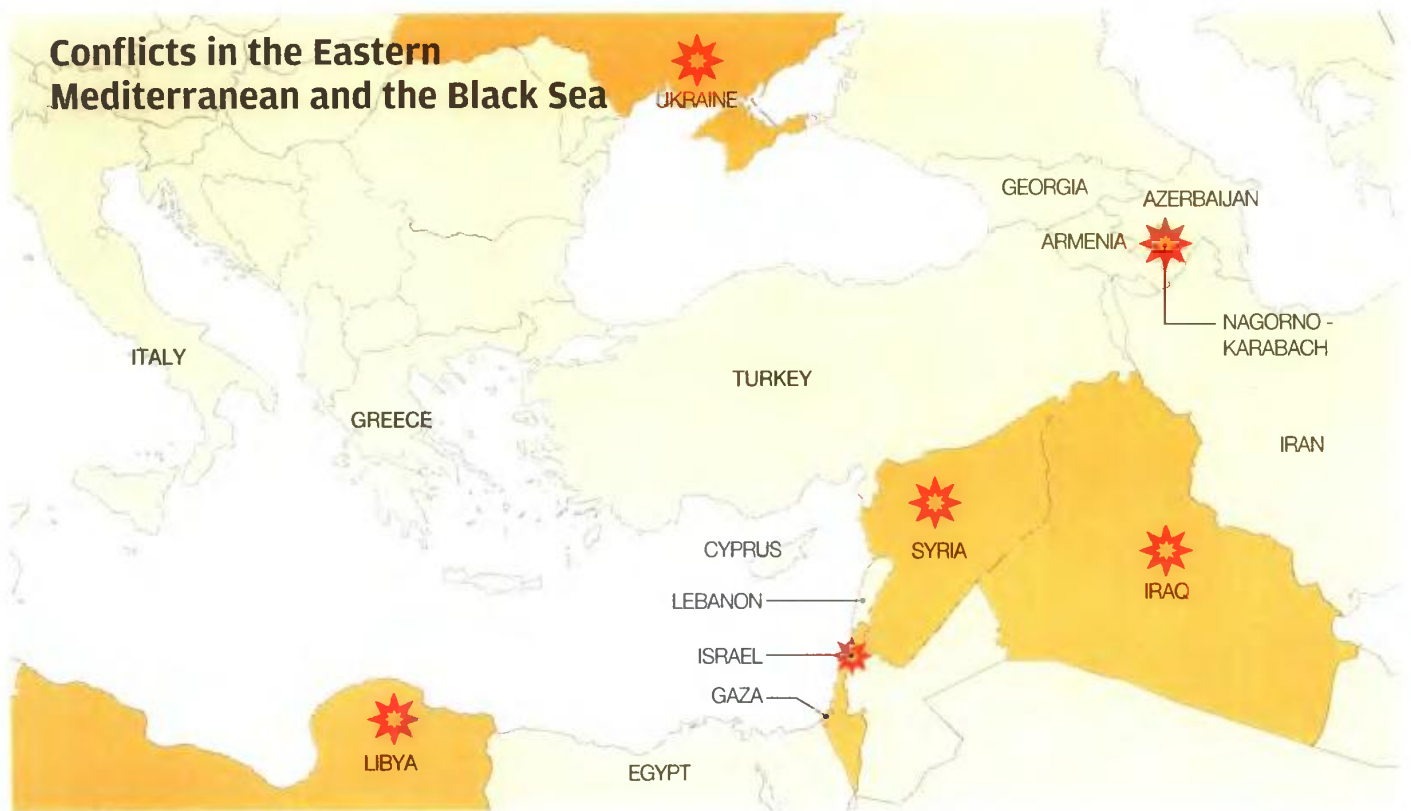 Conflicts in the Eastern
Mediterranean and the Black Sea
UKRAINE
GEORGIA
AZERBAIJAN
ARMENIA
NAGORNO -
KARABACH
ITALY
TURKEY
GREECE
IRAN
CYPRUS
SYRIA
IRAQ
LEBANON
ISRAEL
GAZA
LIBYA
EGYPT